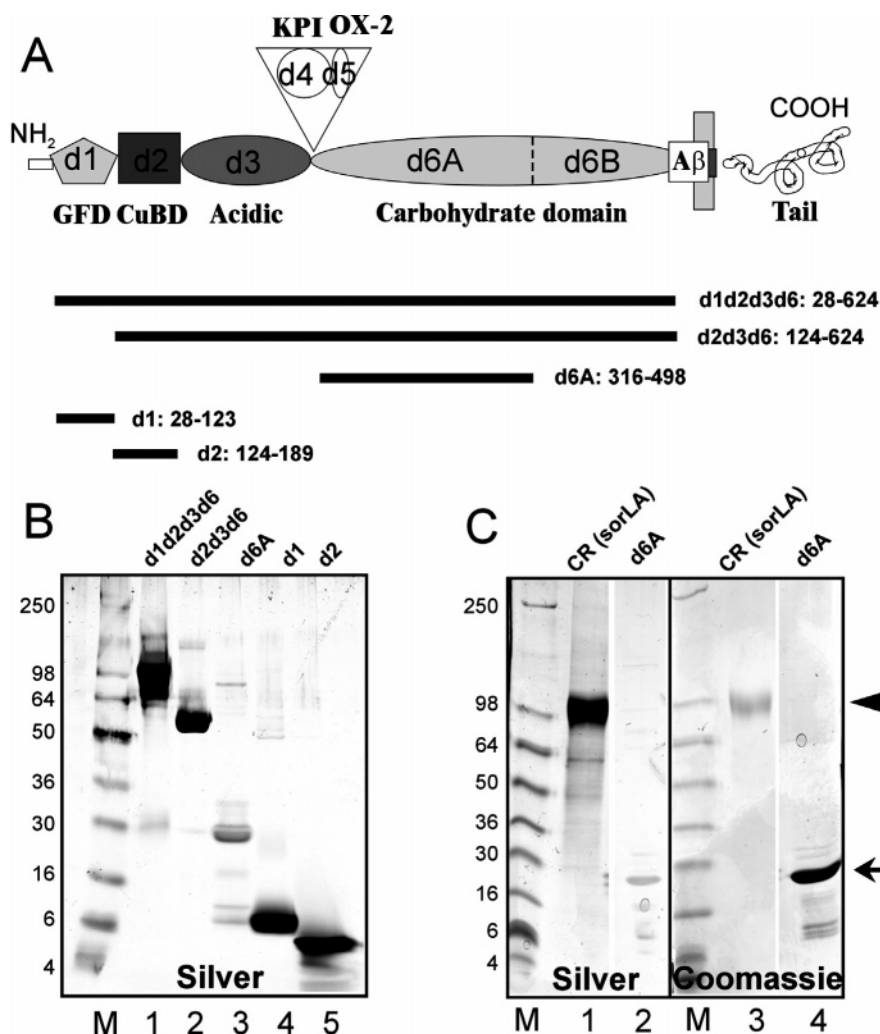 A
KPI OX-2
d4 d5
NH2 COOH
d1 d2 d3 d6A d6B Aβ
GFD CuBD Acidic Carbohydrate domain Tail
d1d2d3d6: 28-624
d2d3d6: 124-624
d6A: 316-498
d1: 28-123
d2: 124-189
B
d1d2d3d6 d2d3d6 d6A d1 d2
250
98
64
50
36
30
16
6
4
Silver
M 1 2 3 4 5
C
CR (sorLA) d6A CR (sorLA) d6A
250
98
64
50
36
30
16
6
4
Silver Coomassie
M 1 2 M 3 4